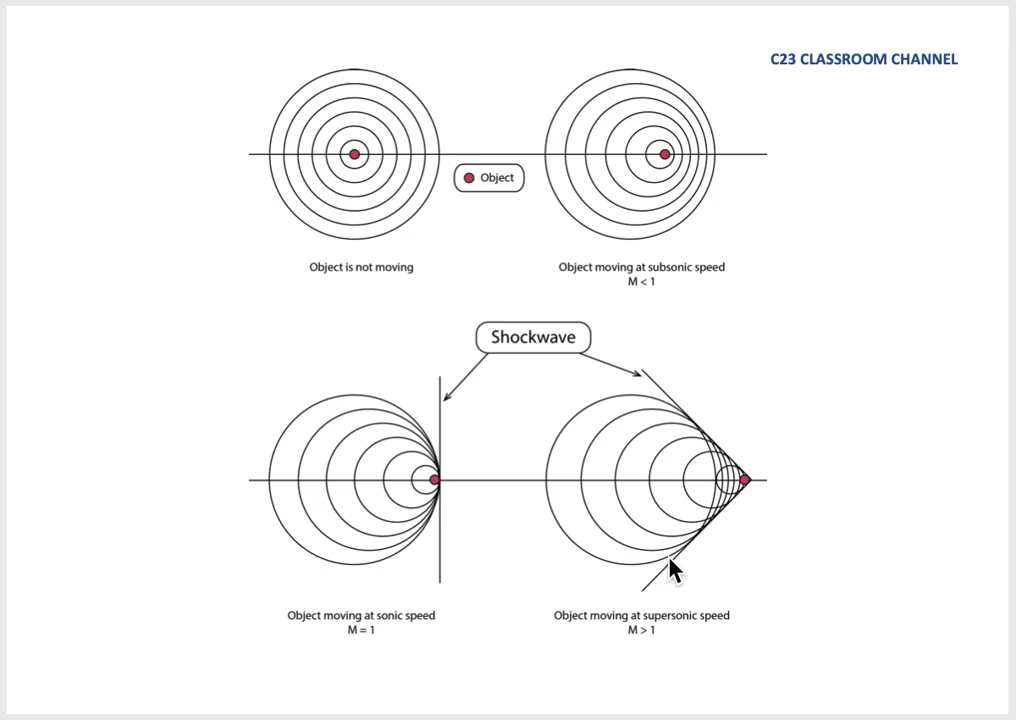 C23 CLASSROOM CHANNEL
Object
Object is not moving
Object moving at subsonic speed
M < 1
Shockwave
Object moving at sonic speed
M = 1
Object moving at supersonic speed
M > 1